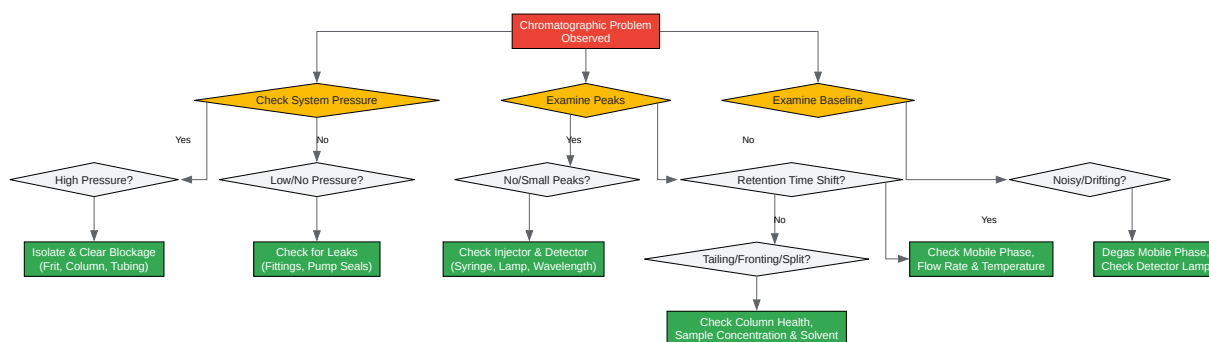 Chromatographic Problem
Observed
Check System Pressure
Examine Peaks
Examine Baseline
Yes
No
Yes
No
High Pressure?
Low/No Pressure?
No/Small Peaks?
Retention Time Shift?
Noisy/Drifting?
No
Yes
Isolate & Clear Blockage
(Frit, Column, Tubing)
Check for Leaks
(Fittings, Pump Seals)
Check Injector & Detector
(Syringe, Lamp, Wavelength)
Tailing/Fronting/Split?
Check Mobile Phase,
Flow Rate & Temperature
Degas Mobile Phase,
Check Detector Lamp
Check Column Health,
Sample Concentration & Solvent